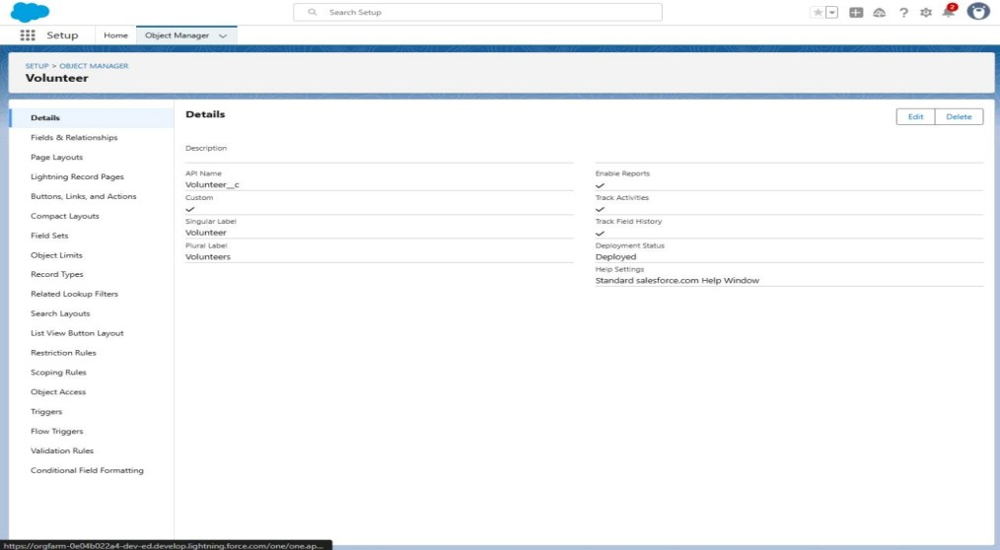 Search Setup
2
Setup
Home
Object Manager
SETUP > OBJECT MANAGER
Volunteer
Details
Fields & Relationships
Page Layouts
Lightning Record Pages
Buttons, Links, and Actions
Compact Layouts
Field Sets
Object Limits
Record Types
Related Lookup Filters
Search Layouts
List View Button Layout
Restriction Rules
Scoping Rules
Object Access
Triggers
Flow Triggers
Validation Rules
Conditional Field Formatting
Details
Edit
Delete
Description
API Name
Volunteer__c
Custom
Singular Label
Volunteer
Plural Label
Volunteers
Enable Reports
Track Activities
Track Field History
Deployment Status
Deployed
Help Settings
Standard salesforce.com Help Window
https://orgfarm-0e04b022a4-dev-ed.develop.lightning.force.com/one/one.ap...